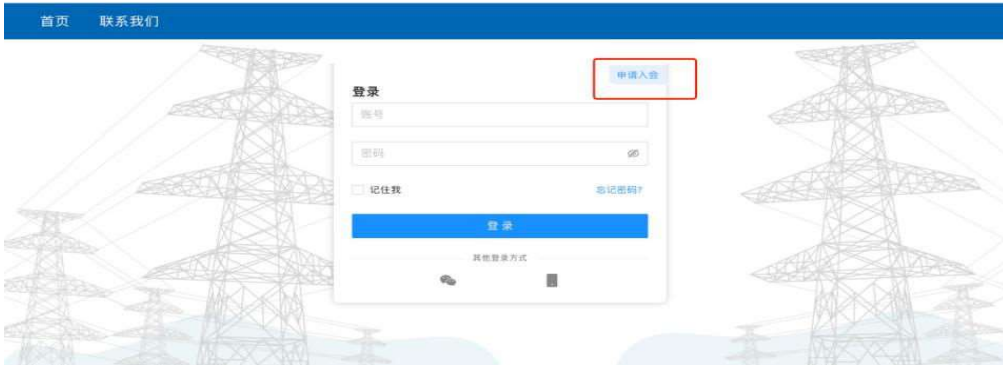 首页 联系我们
申请入会
登录
账号
密码
记住我 忘记密码?
登录
其他登录方式